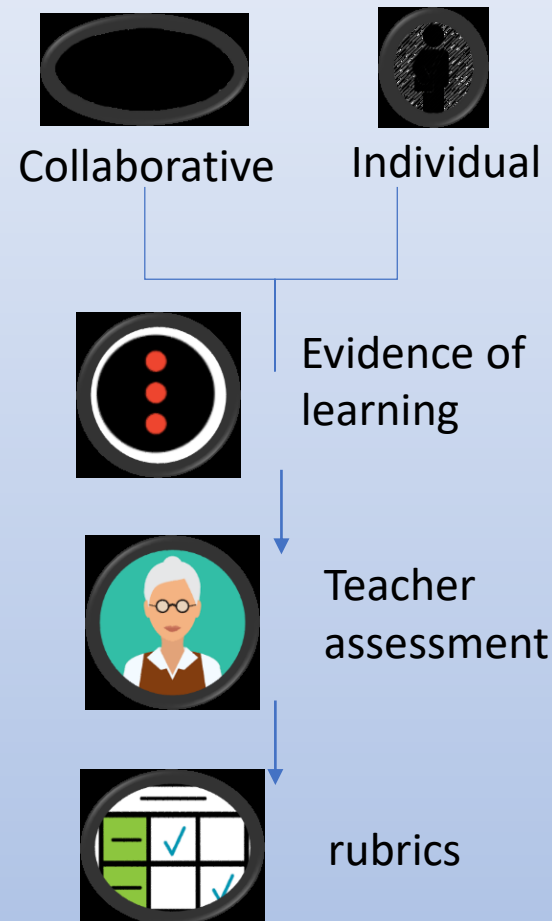 Collaborative
Individual
Evidence of
learning
Teacher
assessment
rubrics